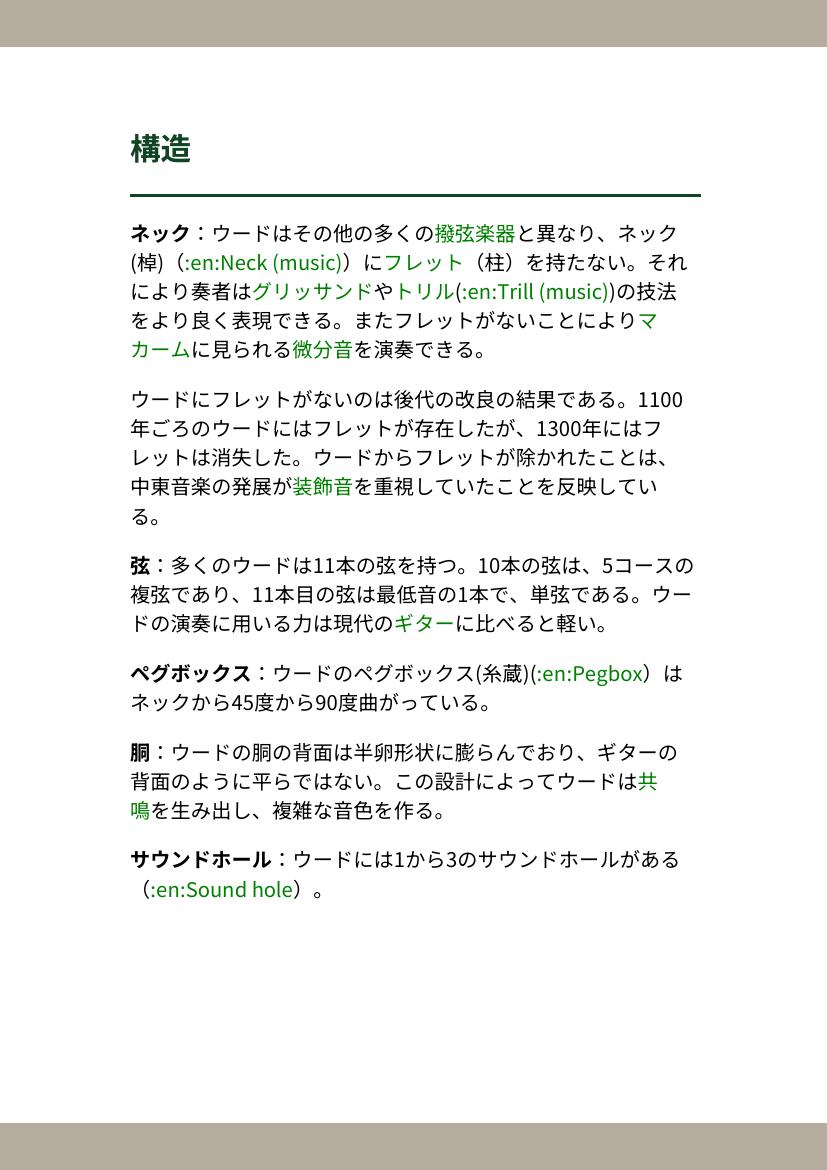 構造
ネック：ウードはその他の多くの撥弦楽器と異なり、ネック
(棹)（:en:Neck (music)）にフレット（柱）を持たない。それ
により奏者はグリッサンドやトリル(:en:Trill (music))の技法
をより良く表現できる。またフレットがないことによりマ
カームに見られる微分音を演奏できる。
ウードにフレットがないのは後代の改良の結果である。1100
年ごろのウードにはフレットが存在したが、1300年にはフ
レットは消失した。ウードからフレットが除かれたことは、
中東音楽の発展が装飾音を重視していたことを反映してい
る。
弦：多くのウードは11本の弦を持つ。10本の弦は、5コースの
複弦であり、11本目の弦は最低音の1本で、単弦である。ウー
ドの演奏に用いる力は現代のギターに比べると軽い。
ペグボックス：ウードのペグボックス(糸蔵)(:en:Pegbox）は
ネックから45度から90度曲がっている。
胴：ウードの胴の背面は半卵形状に膨らんでおり、ギターの
背面のように平らではない。この設計によってウードは共
鳴を生み出し、複雑な音色を作る。
サウンドホール：ウードには1から3のサウンドホールがある
（:en:Sound hole）。